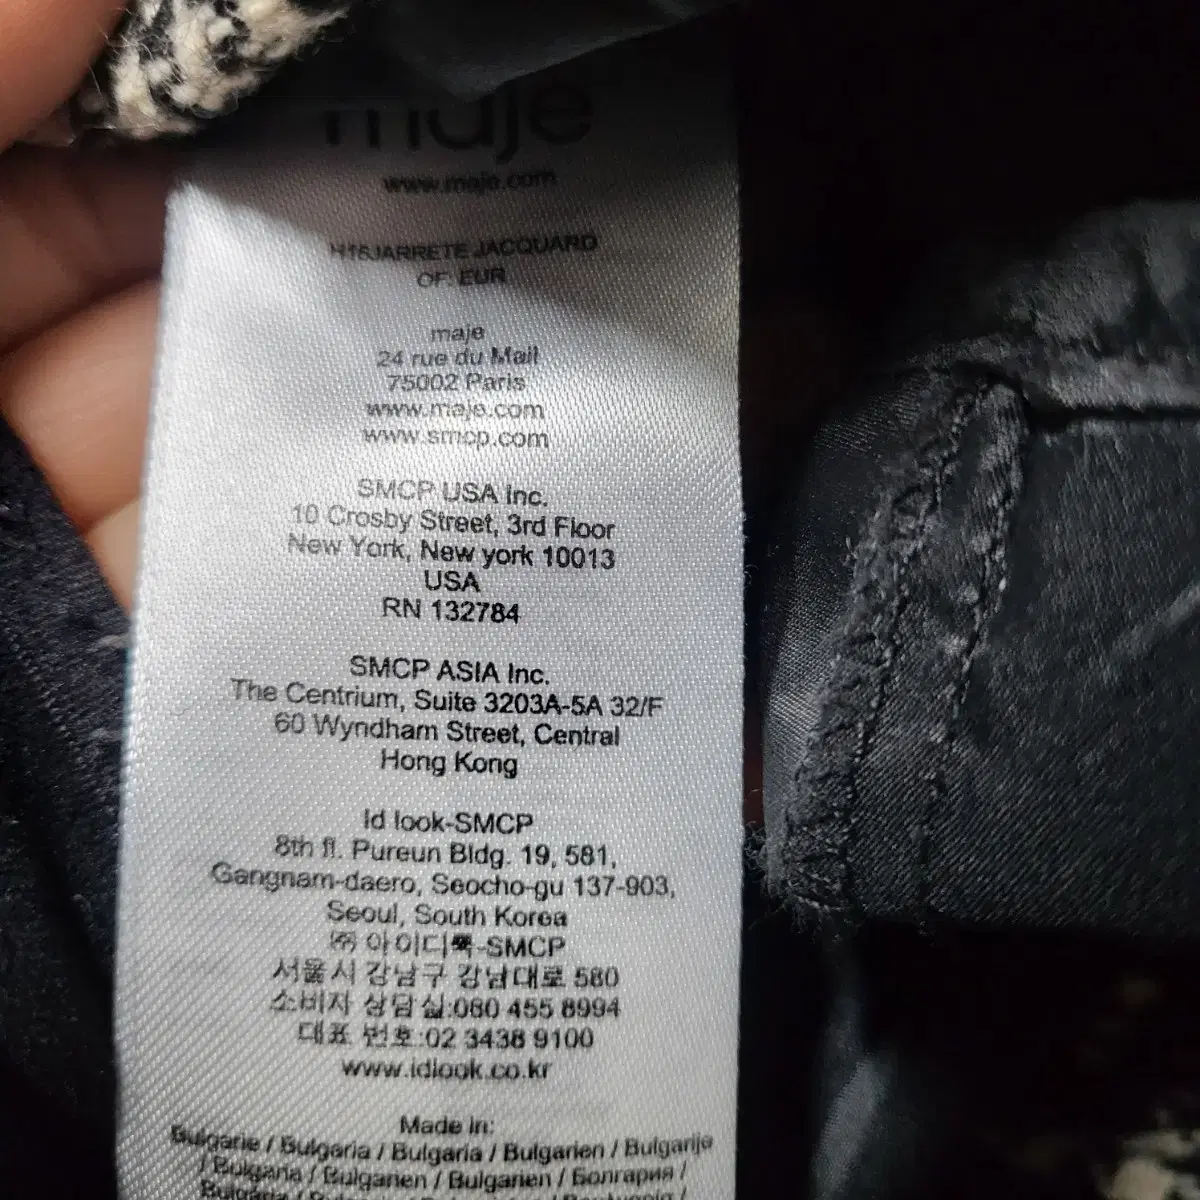 maje
www.maje.com
H16JARRETE JACQUARD
OF: EUR
maje
24 rue du Mail
75002 Paris
www.maje.com
www.smcp.com
SMCP USA Inc.
10 Crosby Street, 3rd Floor
New York, New york 10013
USA
RN 132784
SMCP ASIA Inc.
The Centrium, Suite 3203A-5A 32/F
60 Wyndham Street, Central
Hong Kong
Id look-SMCP
8th fl. Pureun Bldg. 19, 581,
Gangnam-daero, Seocho-gu 137-903,
Seoul, South Korea
㈜ 아이디룩-SMCP
서울시 강남구 강남대로 580
소비자 상담실:080 455 8994
대표 번호:02 3438 9100
www.idlook.co.kr
Made in:
Bulgarie / Bulgaria / Bulgaria / Bulgarien / Bulgarije
/ Bulgaria / Bulgarien / Bulgarien / Болгария /